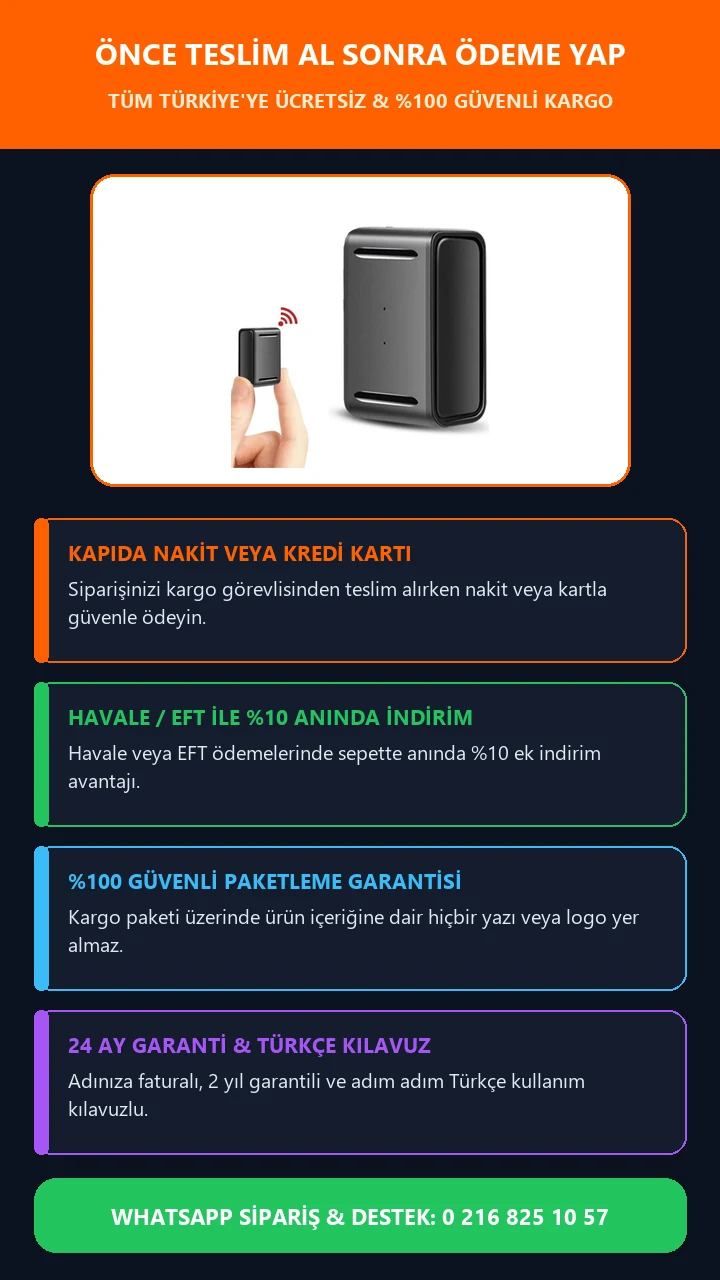 ÖNCE TESLİM AL SONRA ÖDEME YAP
TÜM TÜRKİYE'YE ÜCRETSİZ & %100 GÜVENLİ KARGO
KAPIDA NAKİT VEYA KREDİ KARTI
Siparişinizi kargo görevlisinden teslim alırken nakit veya kartla
güvenle ödeyin.
HAVALE / EFT İLE %10 ANINDA İNDİRİM
Havale veya EFT ödemelerinde sepette anında %10 ek indirim
avantajı.
%100 GÜVENLİ PAKETLEME GARANTİSİ
Kargo paketi üzerinde ürün içeriğine dair hiçbir yazı veya logo yer
almaz.
24 AY GARANTİ & TÜRKÇE KILAVUZ
Adınıza faturalı, 2 yıl garantili ve adım adım Türkçe kullanım
kılavuzlu.
WHATSAPP SİPARİŞ & DESTEK: 0 216 825 10 57